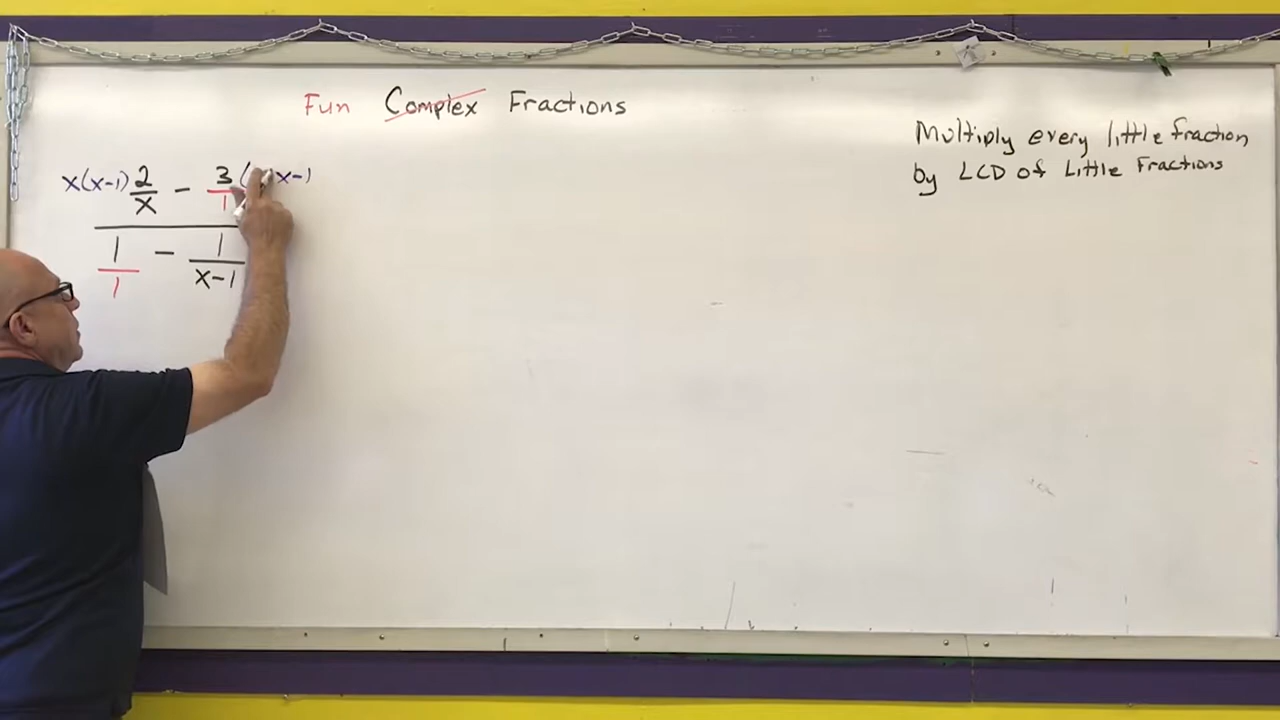 Fun Complex Fractions
Multiply every little fraction
by LCD of Little Fractions
x(x-1) 2/x - 3/1 ( x-1)
1/1 - 1/(x-1)